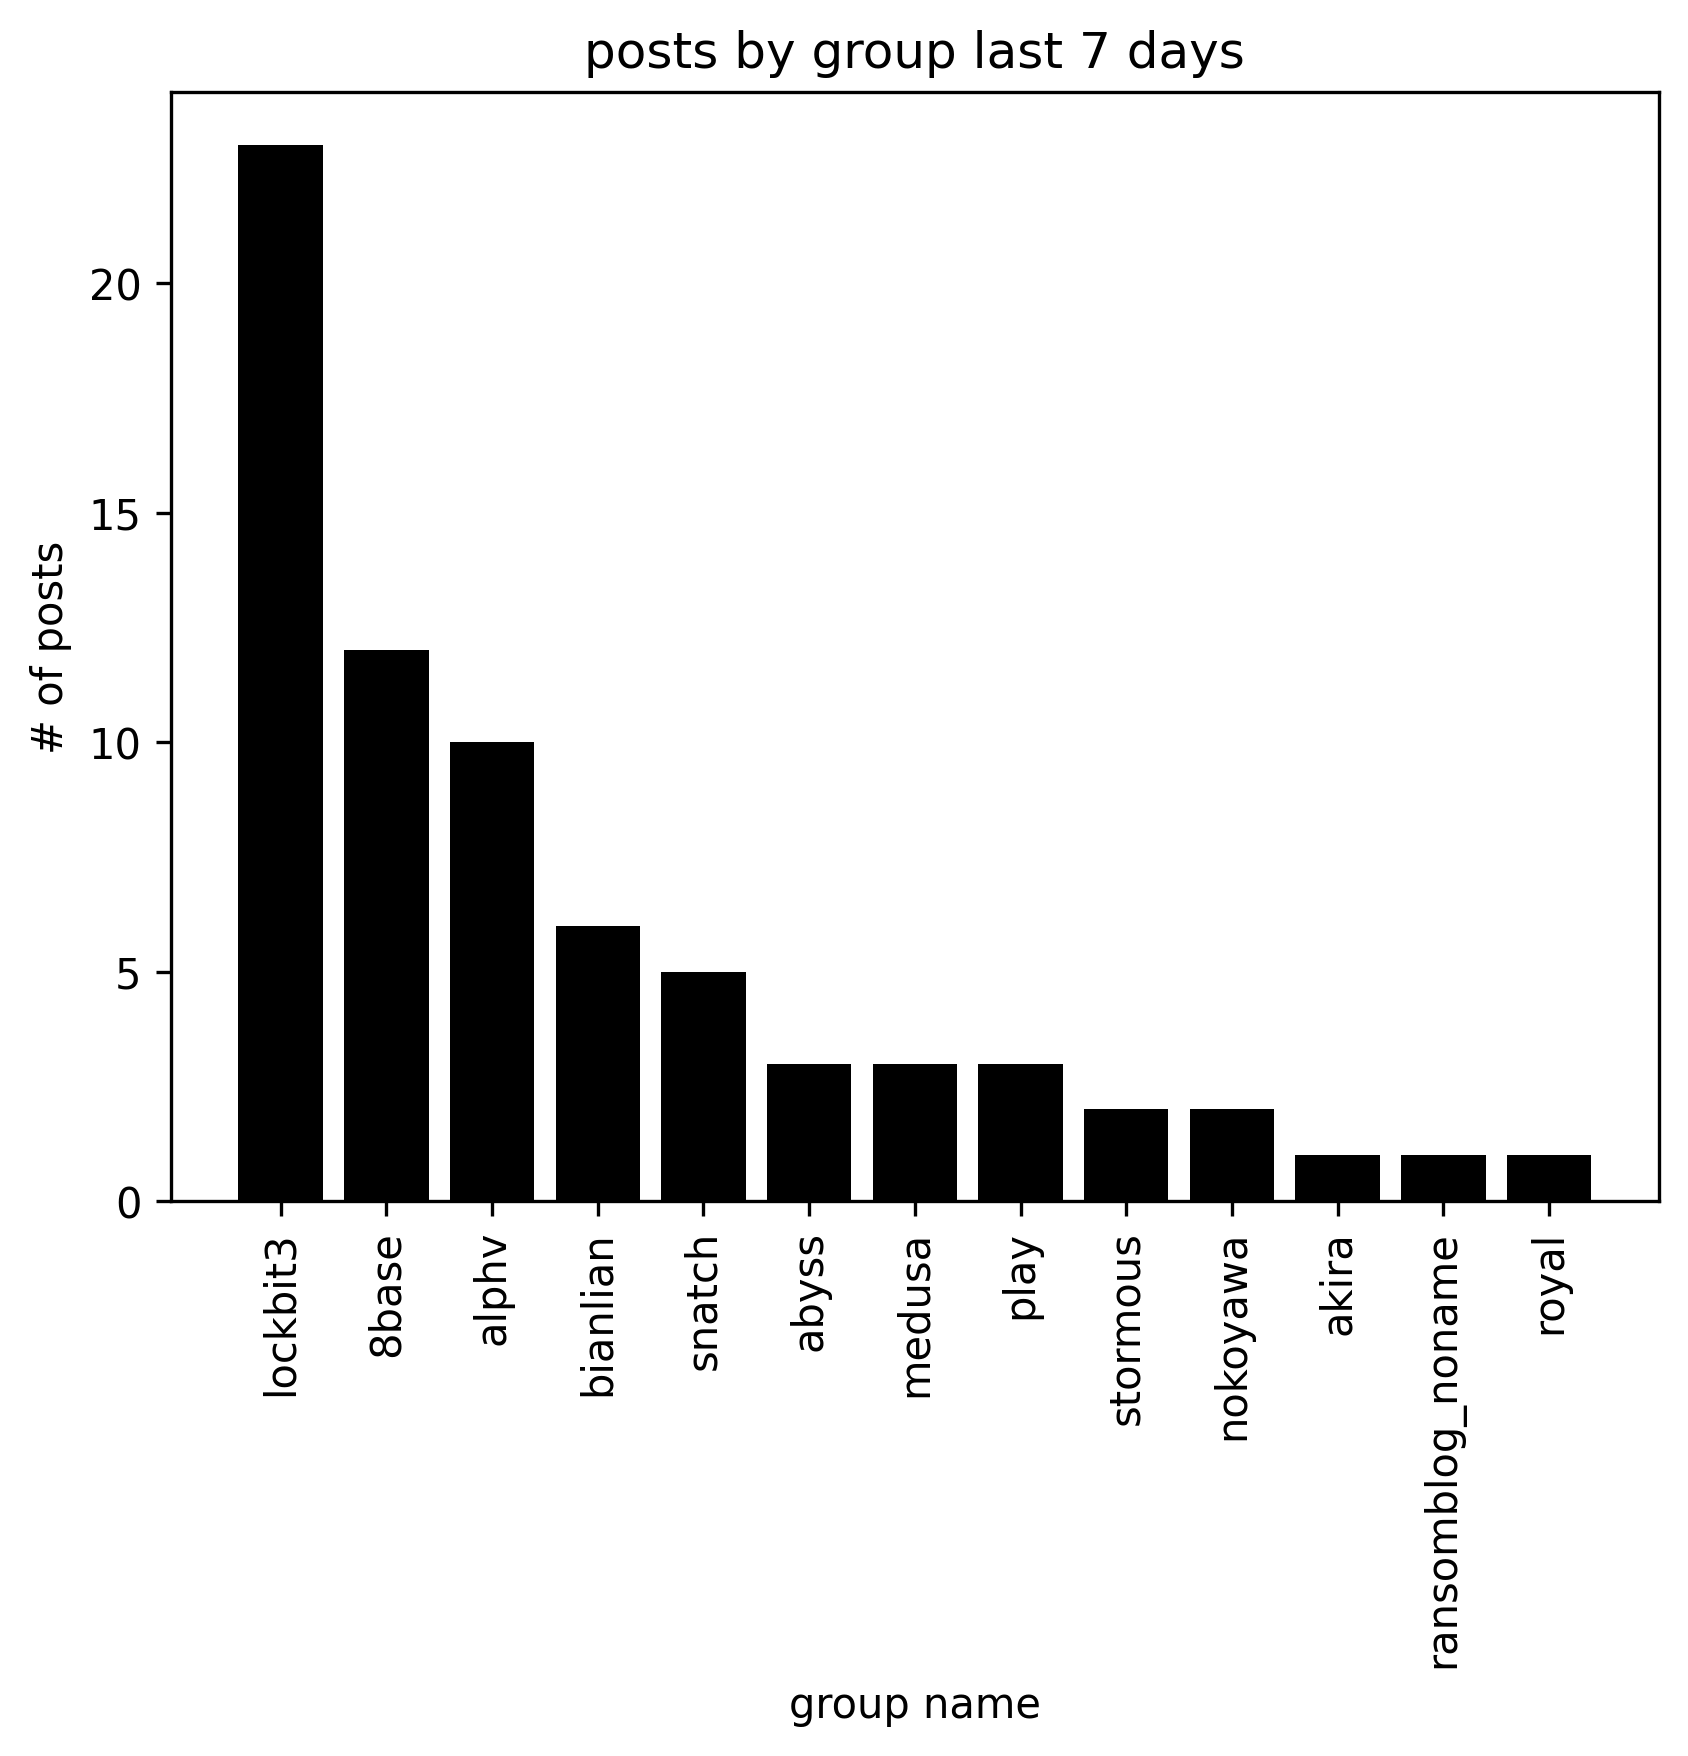 posts by group last 7 days
# of posts
20
15
10
5
0
lockbit3
8base
alphv
bianlian
snatch
abyss
medusa
play
stormous
nokoyawa
akira
ransomblog_noname
royal
group name